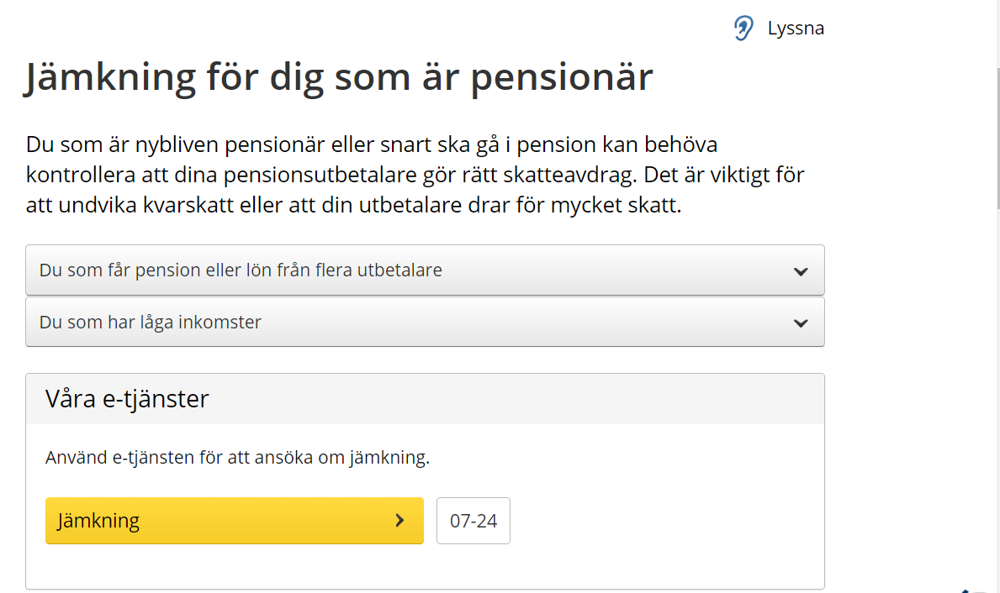 Lyssna
Jämkning för dig som är pensionär
Du som är nybliven pensionär eller snart ska gå i pension kan behöva
kontrollera att dina pensionsutbetalare gör rätt skatteavdrag. Det är viktigt för
att undvika kvarskatt eller att din utbetalare drar för mycket skatt.
Du som får pension eller lön från flera utbetalare
Du som har låga inkomster
Våra e-tjänster
Använd e-tjänsten för att ansöka om jämkning.
Jämkning
07-24